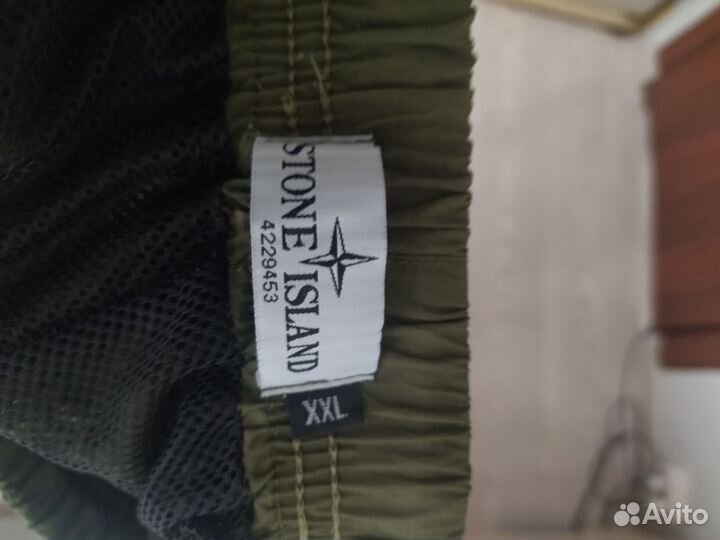 STONE ISLAND
4229453
XXL
Avito